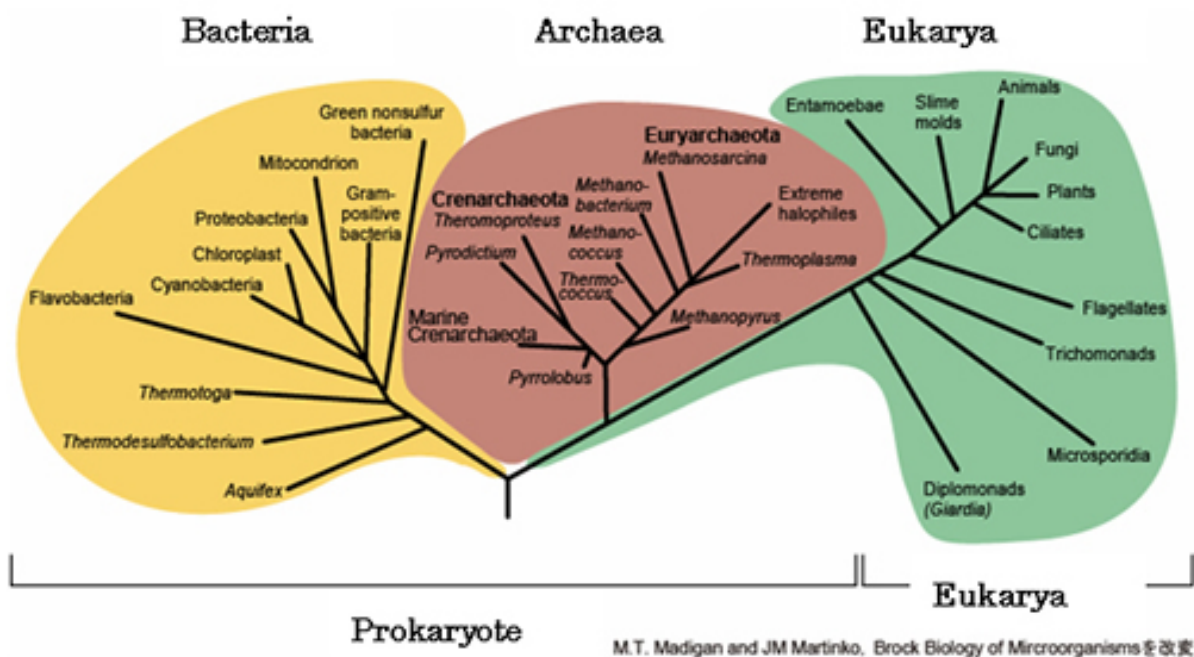 Bacteria
Archaea
Eukarya
Green nonsulfur
bacteria
Mitocondrion
Gram-
positive
bacteria
Proteobacteria
Chloroplast
Cyanobacteria
Flavobacteria
Thermotoga
Thermodesulfobacterium
Aquifex
Euryarchaeota
Methanosarcina
Crenarchaeota
Theromoproteus
Methano-
bacterium
Extreme
halophiles
Pyrodictium
Methano-
coccus
Thermo-
coccus
Thermoplasma
Marine
Crenarchaeota
Methanopyrus
Pyrrolobus
Entamoebae
Slime
molds
Animals
Fungi
Plants
Ciliates
Flagellates
Trichomonads
Microsporidia
Diplomonads
(Giardia)
Prokaryote
Eukarya
M.T. Madigan and JM Martinko, Brock Biology of Mircroorganismsを改変